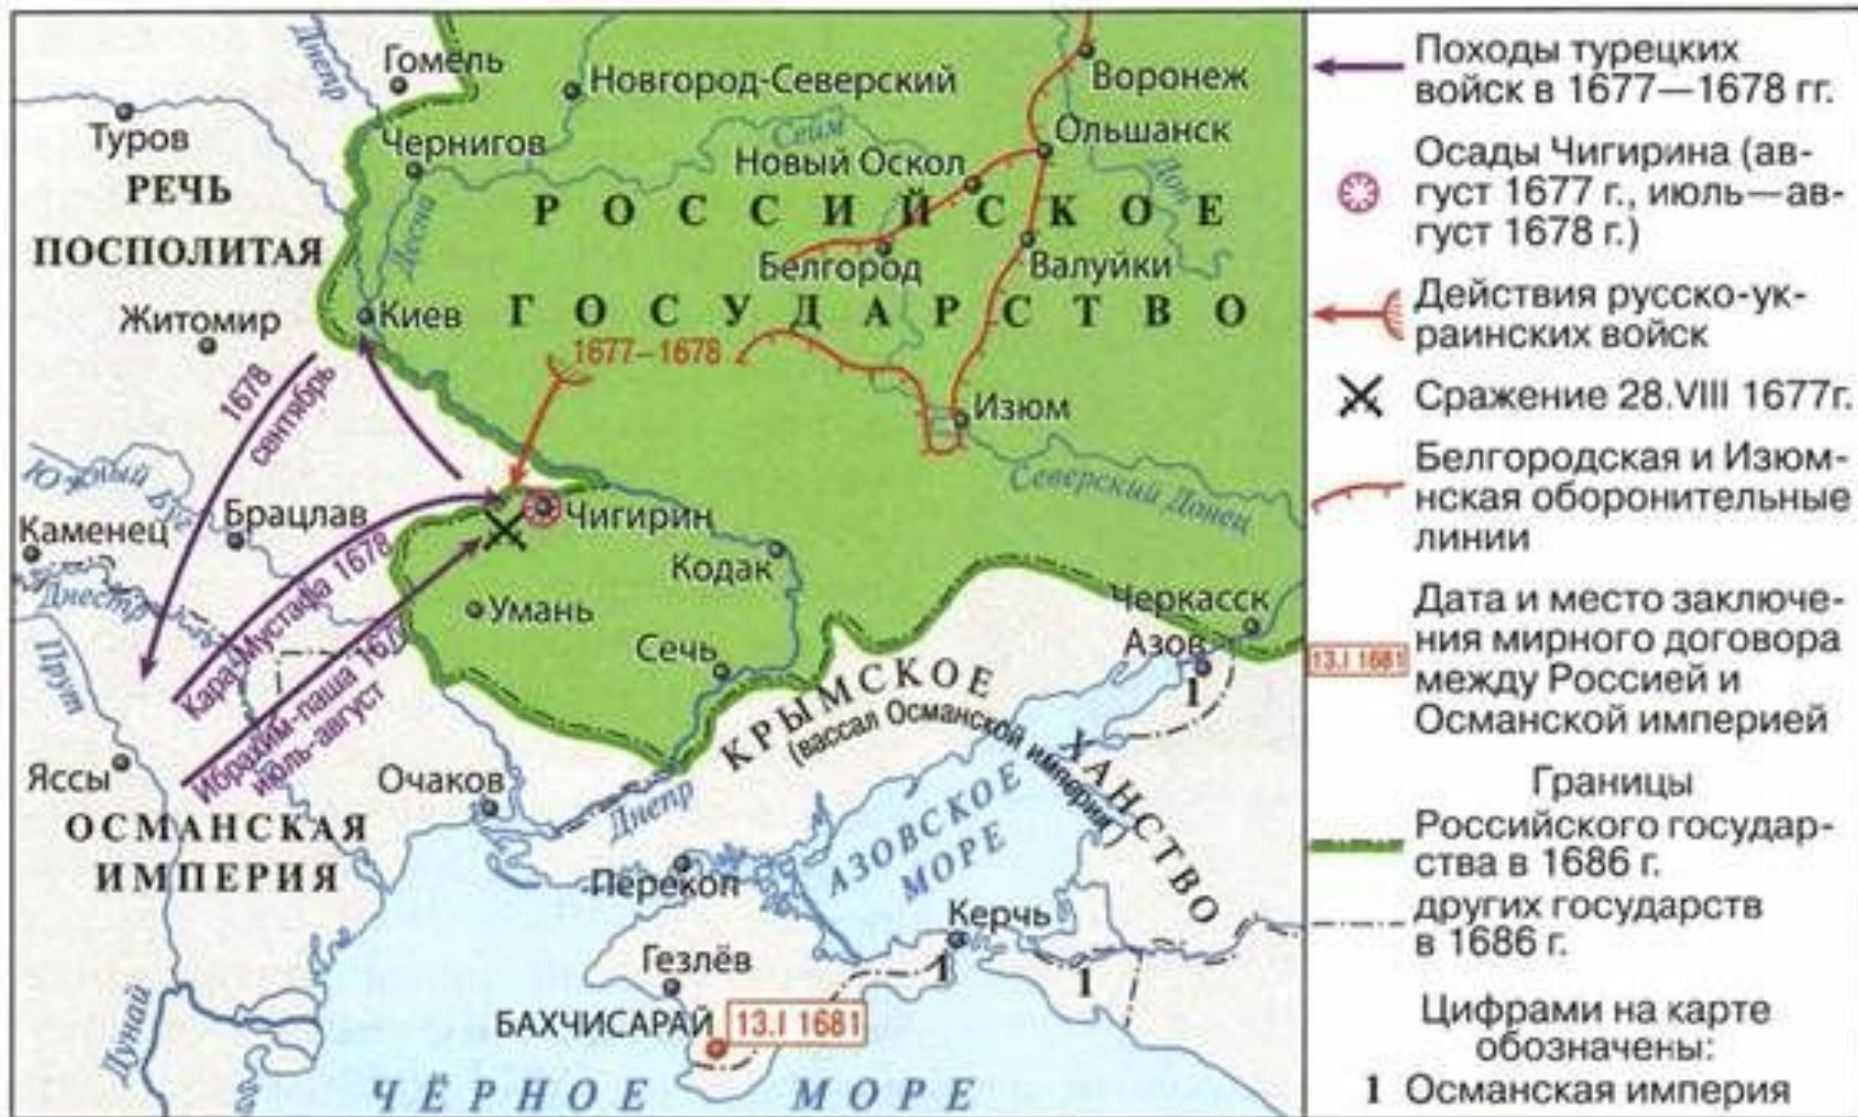 Днепр
Гомель
Новгород-Северский
Воронеж
Туров
Чернигов
Сейм
Ольшанск
Новый Оскол
Дон
РЕЧЬ
ПОСПОЛИТАЯ
Десна
РОССИЙСКОЕ
Белгород
Валуйки
Житомир
Киев
ГОСУДАРСТВО
1677–1678
1678
сентябрь
Изюм
Южный Буг
Северский Донец
Каменец
Брацлав
Чигирин
Кодак
Днестр
Умань
Черкасск
Прут
Кара-Мустафа 1678
Сечь
Азов
1
Ибрахим-паша 1677
июль-август
КРЫМСКОЕ
ХАНСТВО
(вассал Османской империи)
Яссы
Очаков
Днепр
ОСМАНСКАЯ
ИМПЕРИЯ
Перекоп
АЗОВСКОЕ
МОРЕ
Керчь
1
1
Гезлёв
БАХЧИСАРАЙ
13.I 1681
Дунай
ЧЁРНОЕ МОРЕ
Походы турецких
войск в 1677—1678 гг.
Осады Чигирина (ав-
густ 1677 г., июль—ав-
густ 1678 г.)
Действия русско-ук-
раинских войск
Сражение 28.VIII 1677г.
Белгородская и Изюм-
нская оборонительные
линии
13.I 1681
Дата и место заключе-
ния мирного договора
между Россией и
Османской империей
Границы
Российского государ-
ства в 1686 г.
других государств
в 1686 г.
Цифрами на карте
обозначены:
1 Османская империя